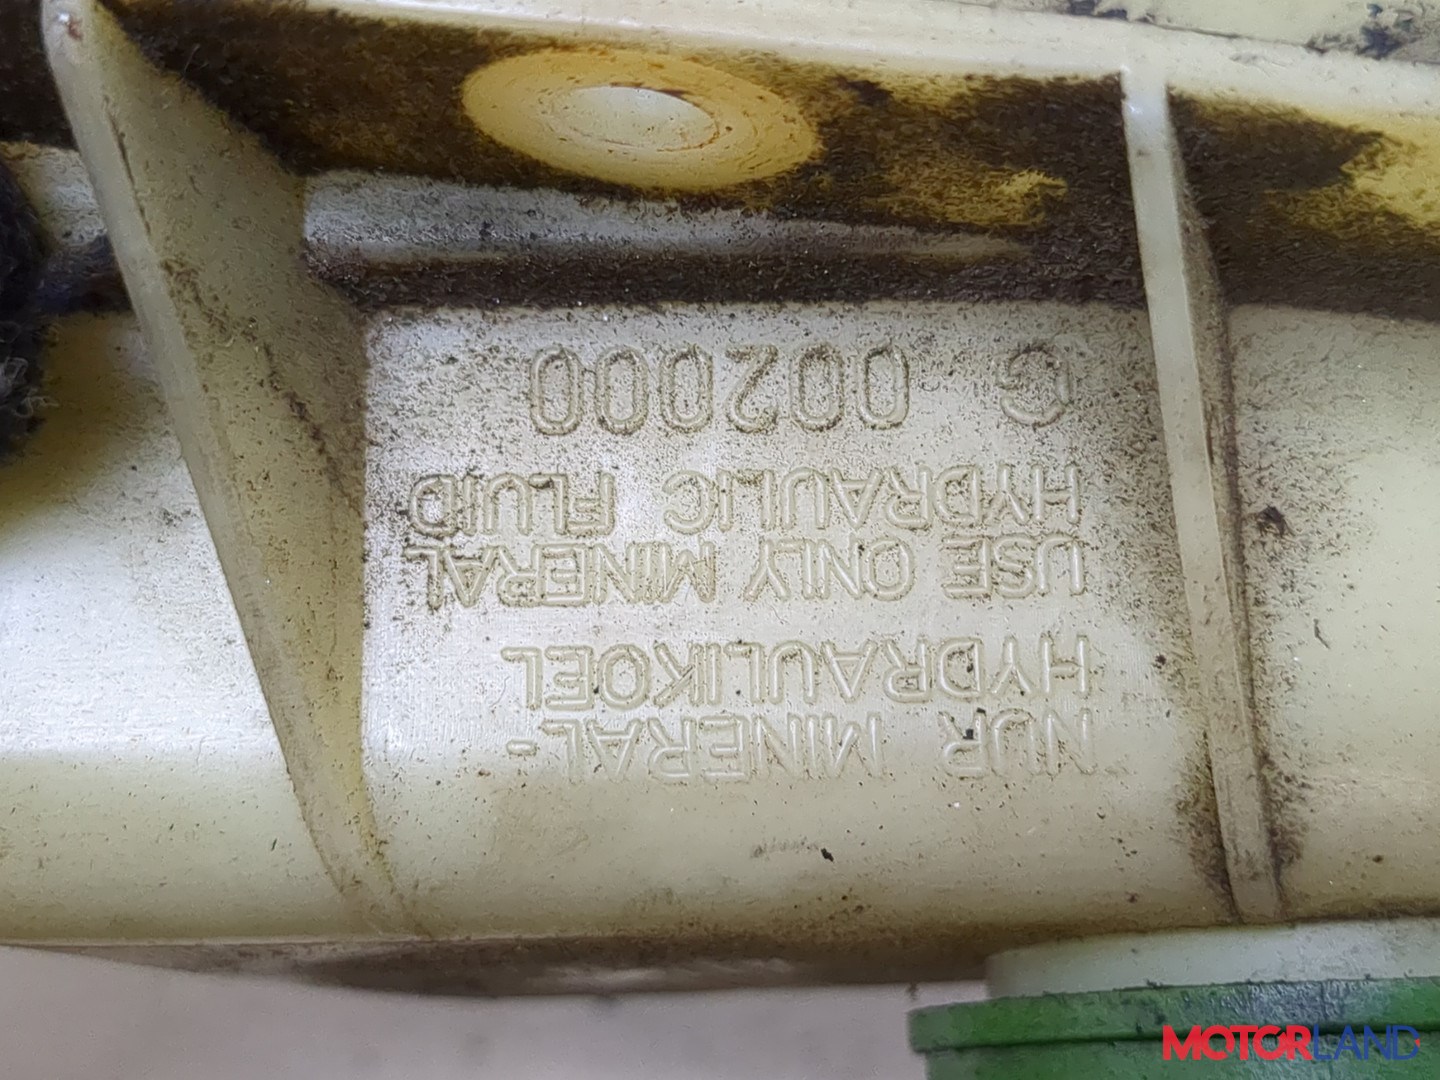 NUR MINERAL-
HYDRAULIKOEL
USE ONLY MINERAL
HYDRAULIC FLUID
G 002000
MOTORLAND